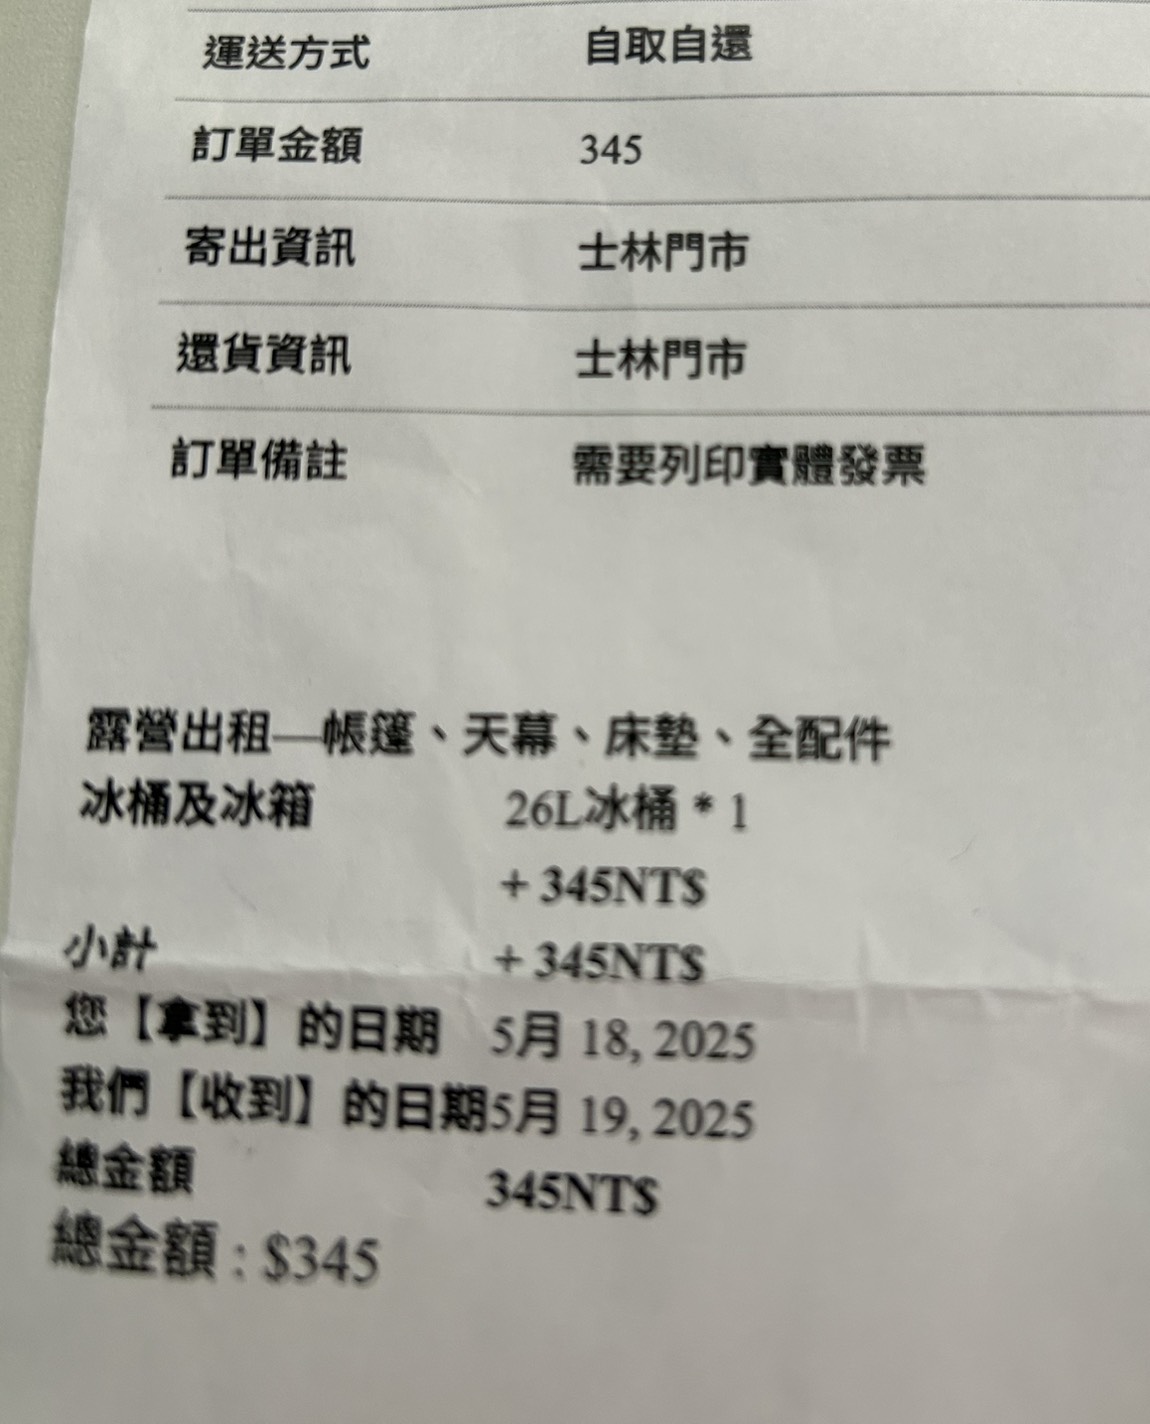 運送方式 自取自還
訂單金額 345
寄出資訊 士林門市
還貨資訊 士林門市
訂單備註 需要列印實體發票
露營出租—帳篷、天幕、床墊、全配件
冰桶及冰箱 26L冰桶 * 1
+ 345NT$
小計 + 345NT$
您【拿到】的日期 5月 18, 2025
我們【收到】的日期5月 19, 2025
總金額 345NT$
總金額 : $345